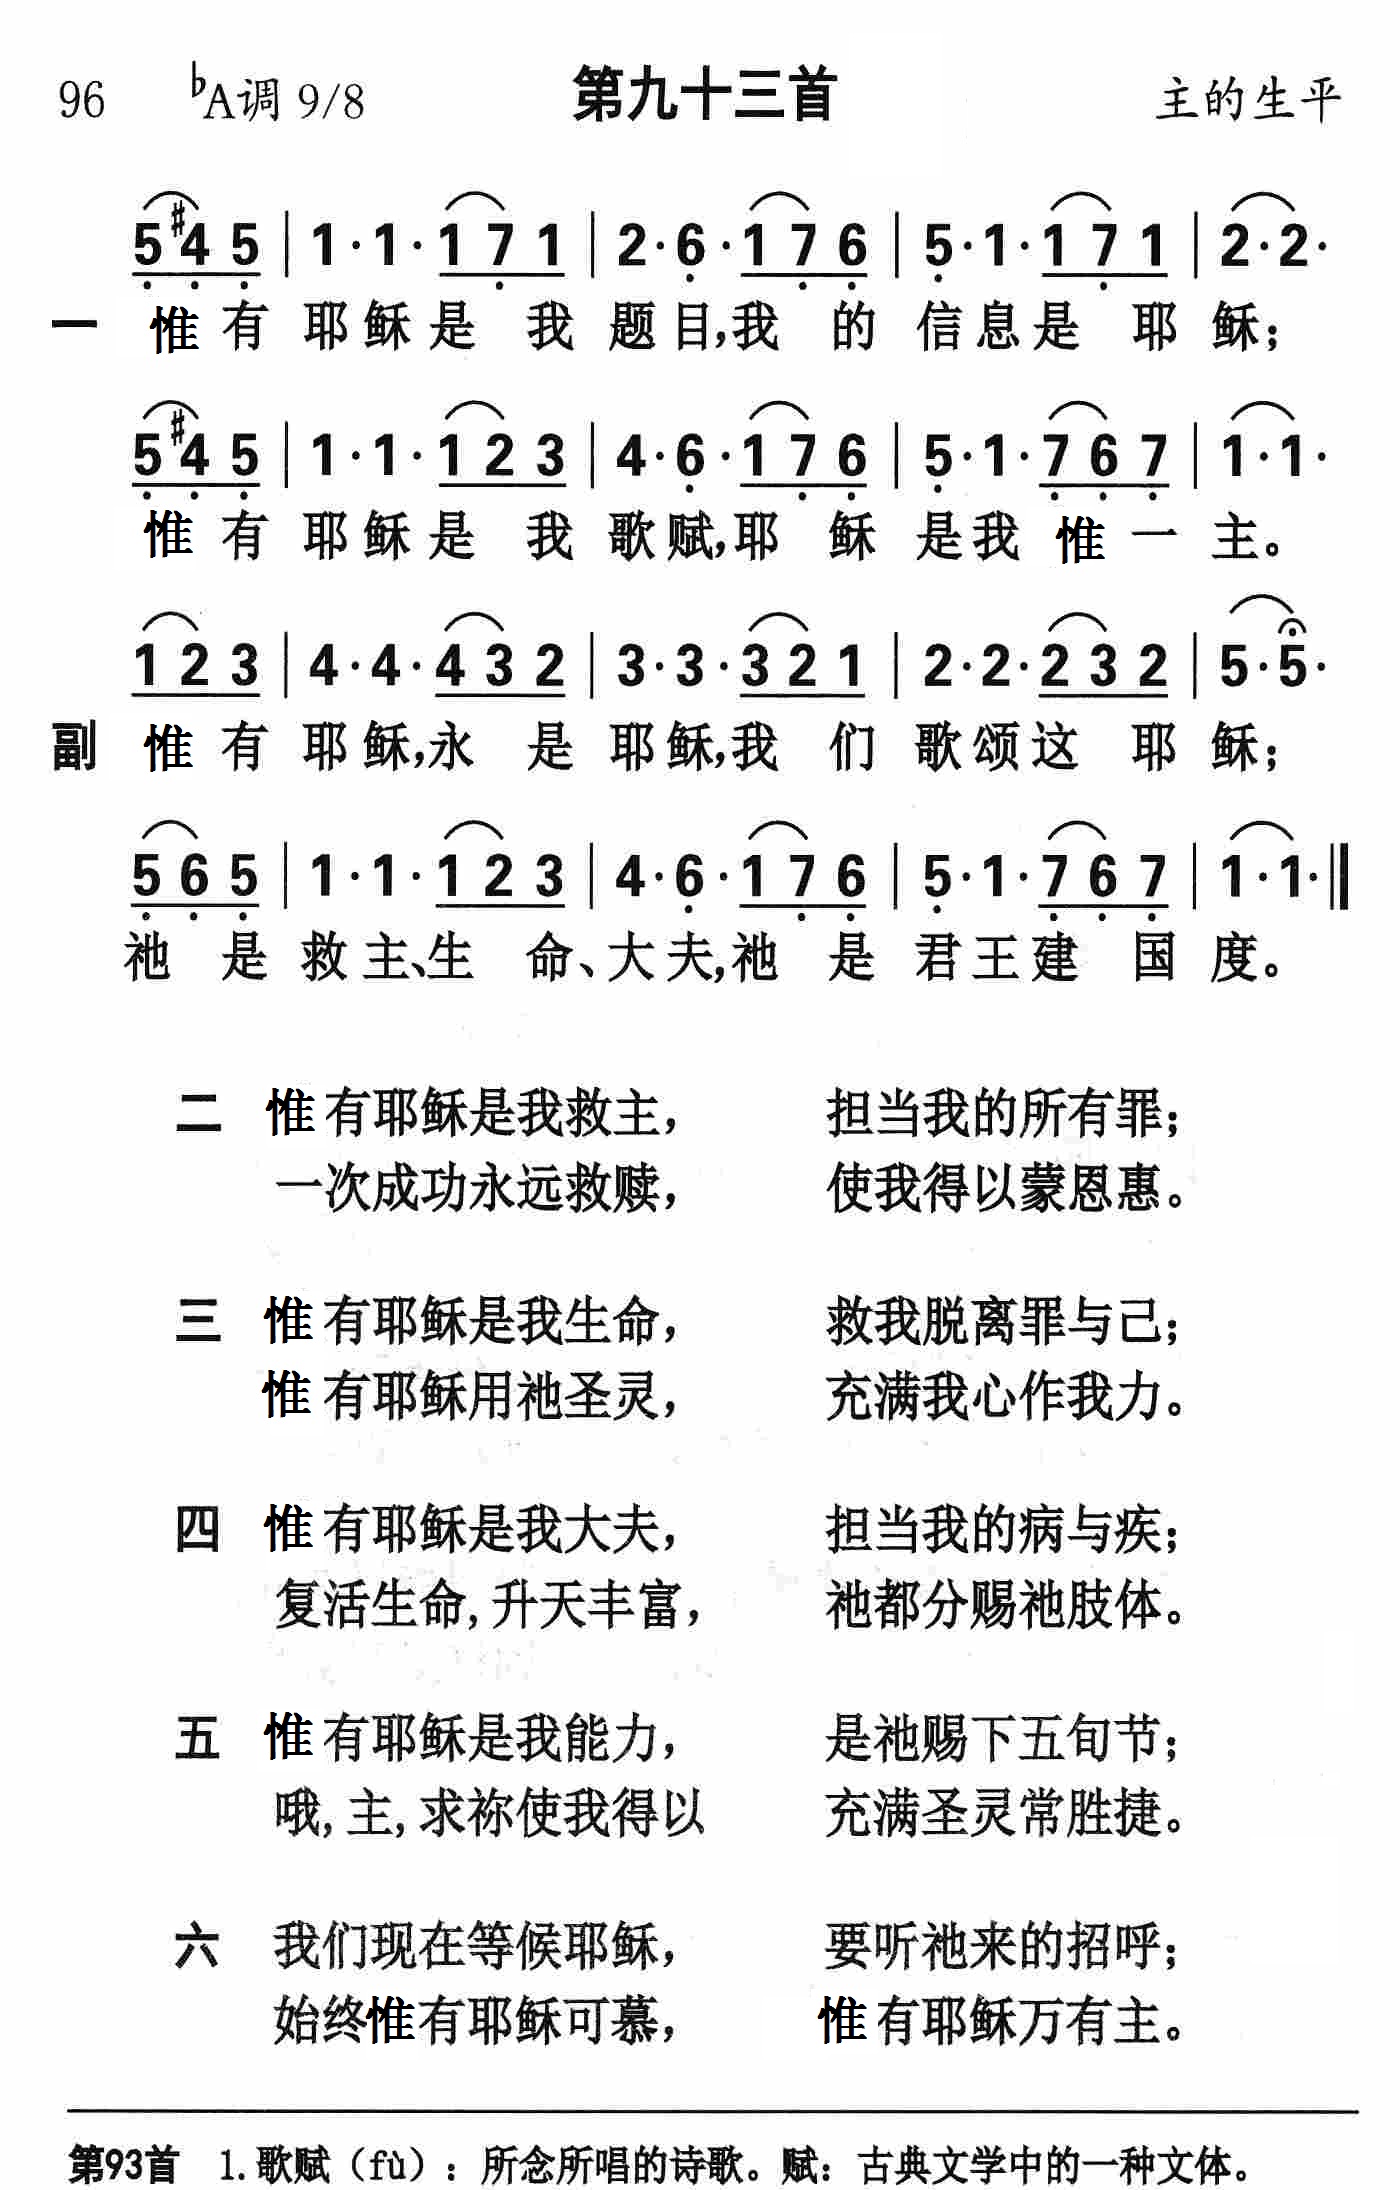 96 ♭A调 9/8 第九十三首 主的生平
5 #4 5 | 1· 1· 1 7 1 | 2· 6· 1 7 6 | 5· 1· 1 7 1 | 2· 2·
一 惟有耶稣是我题目,我的信息是耶稣;
5 #4 5 | 1· 1· 1 2 3 | 4· 6· 1 7 6 | 5· 1· 7 6 7 | 1· 1·
惟有耶稣是我歌赋,耶稣是我惟一主。
1 2 3 | 4· 4· 4 3 2 | 3· 3· 3 2 1 | 2· 2· 2 3 2 | 5· 5·
副 惟有耶稣,永是耶稣,我们歌颂这耶稣;
5 6 5 | 1· 1· 1 2 3 | 4· 6· 1 7 6 | 5· 1· 7 6 7 | 1· 1· ||
祂是救主、生命、大夫,祂是君王建国度。
二 惟有耶稣是我救主, 担当我的所有罪;
一次成功永远救赎, 使我得以蒙恩惠。
三 惟有耶稣是我生命, 救我脱离罪与己;
惟有耶稣用祂圣灵, 充满我心作我力。
四 惟有耶稣是我大夫, 担当我的病与疾;
复活生命,升天丰富, 祂都分赐祂肢体。
五 惟有耶稣是我能力, 是祂赐下五旬节;
哦,主,求祢使我得以 充满圣灵常胜捷。
六 我们现在等候耶稣, 要听祂来的招呼;
始终惟有耶稣可慕, 惟有耶稣万有主。
第93首 1.歌赋(fù):所念所唱的诗歌。赋:古典文学中的一种文体。